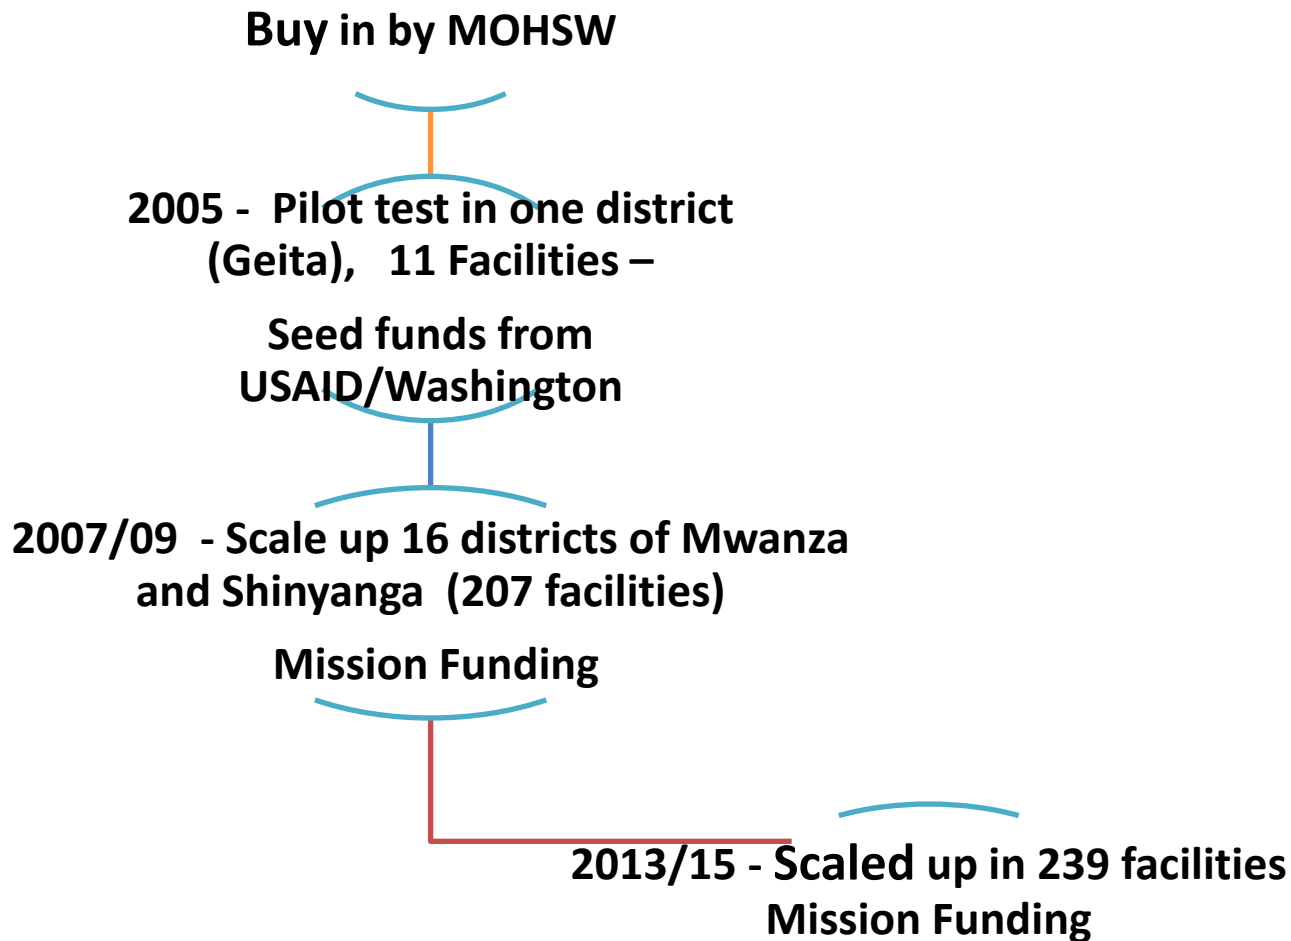 Buy in by MOHSW
2005 - Pilot test in one district
(Geita), 11 Facilities –
Seed funds from
USAID/Washington
2007/09 - Scale up 16 districts of Mwanza
and Shinyanga (207 facilities)
Mission Funding
2013/15 - Scaled up in 239 facilities
Mission Funding